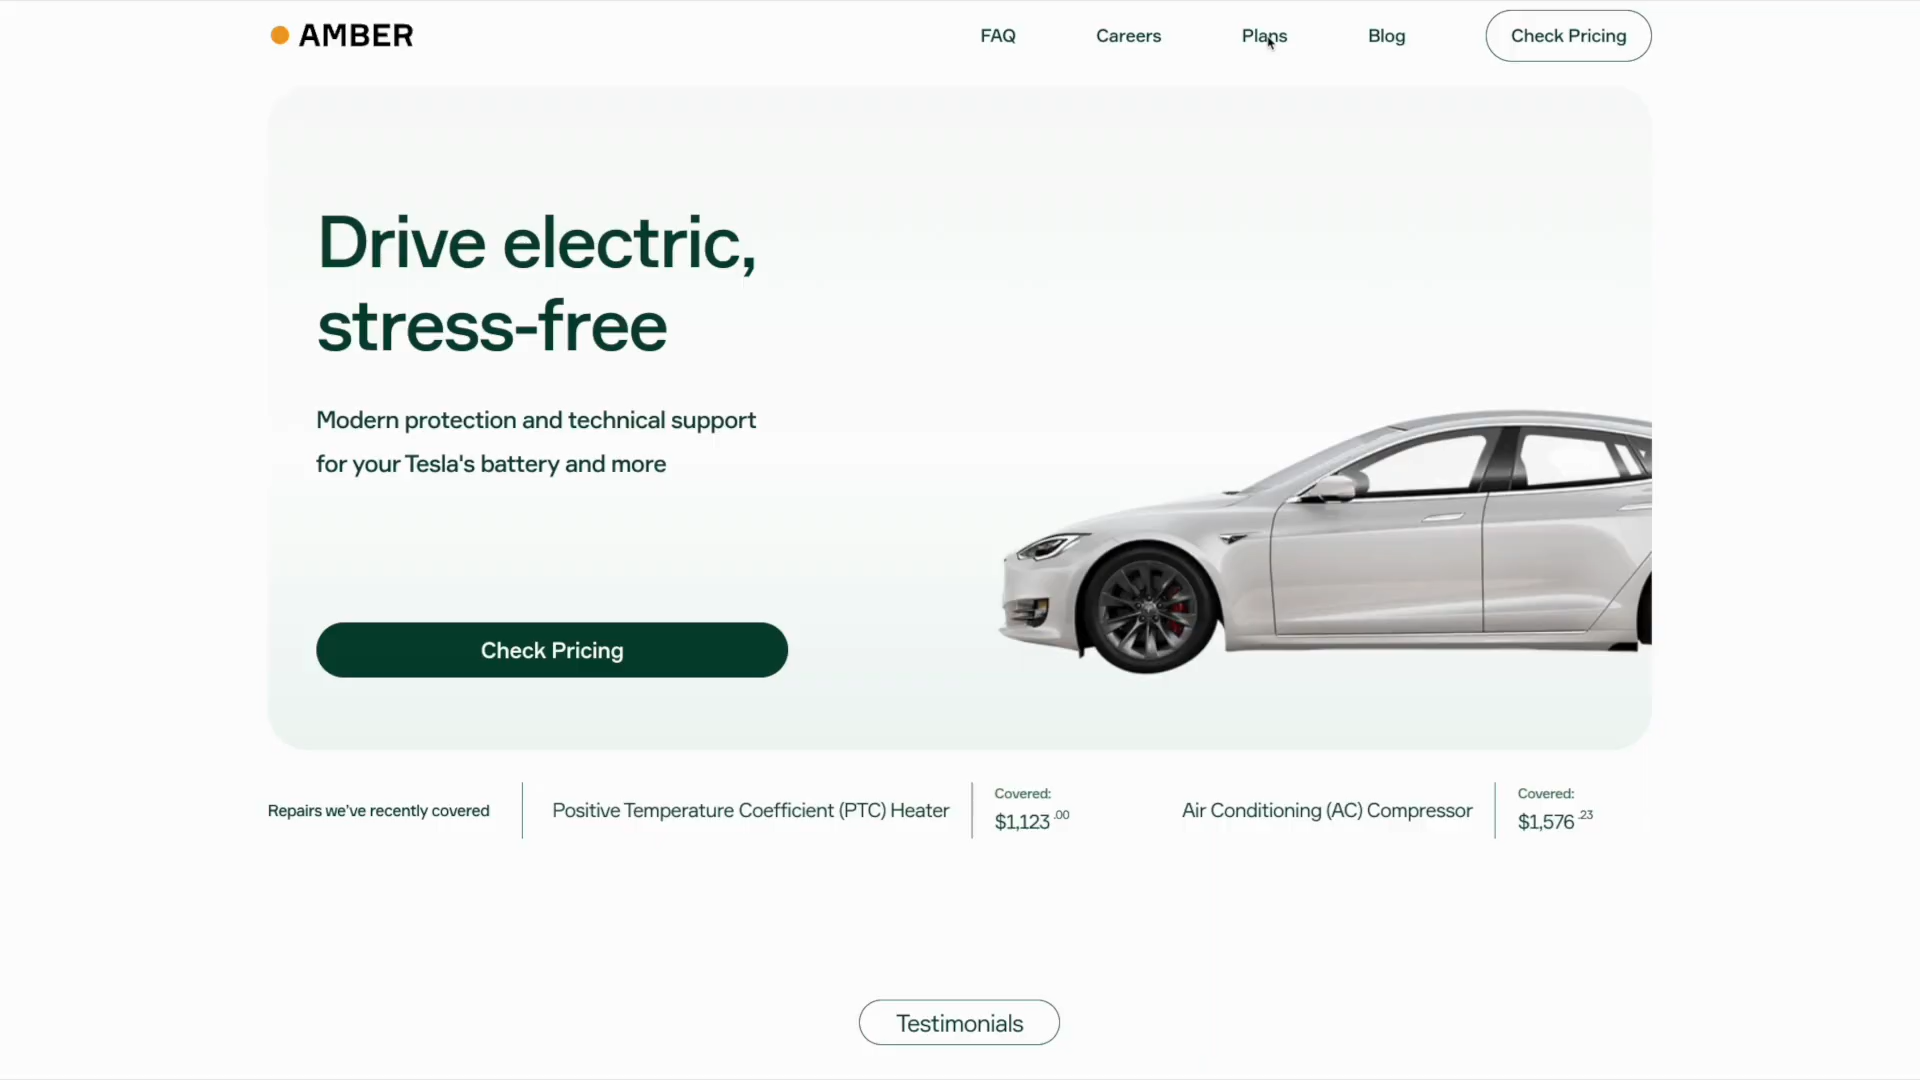 AMBER
FAQ
Careers
Plans
Blog
Check Pricing
Drive electric,
stress-free
Modern protection and technical support
for your Tesla's battery and more
Check Pricing
Repairs we've recently covered
Positive Temperature Coefficient (PTC) Heater
Covered:
$1,123.00
Air Conditioning (AC) Compressor
Covered:
$1,576.23
Testimonials